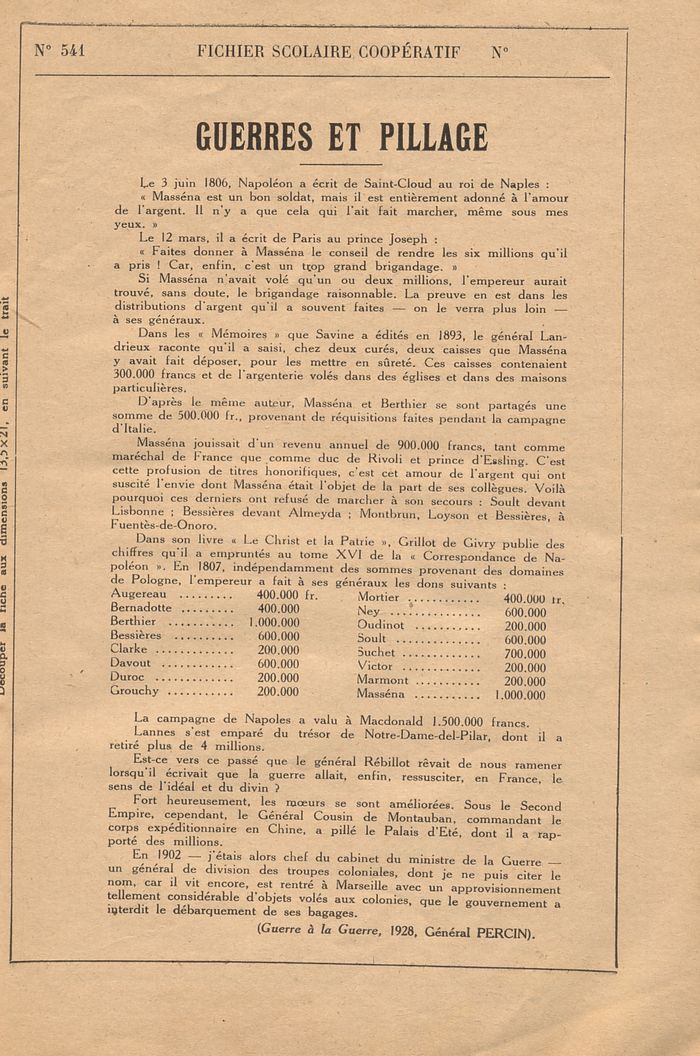 N° 541 FICHIER SCOLAIRE COOPÉRATIF N°
GUERRES ET PILLAGE
Le 3 juin 1806, Napoléon a écrit de Saint-Cloud au roi de Naples :
« Masséna est un bon soldat, mais il est entièrement adonné à l'amour
de l'argent. Il n'y a que cela qui l'ait fait marcher, même sous mes
yeux. »
Le 12 mars, il a écrit de Paris au prince Joseph :
« Faites donner à Masséna le conseil de rendre les six millions qu'il
a pris ! Car, enfin, c'est un trop grand brigandage. »
Si Masséna n'avait volé qu'un ou deux millions, l'empereur aurait
trouvé, sans doute, le brigandage raisonnable. La preuve en est dans les
distributions d'argent qu'il a souvent faites — on le verra plus loin —
à ses généraux.
Dans les « Mémoires » que Savine a édités en 1893, le général Lan-
drieux raconte qu'il a saisi, chez deux curés, deux caisses que Masséna
y avait fait déposer, pour les mettre en sûreté. Ces caisses contenaient
300.000 francs et de l'argenterie volés dans des églises et dans des maisons
particulières.
D'après le même auteur, Masséna et Berthier se sont partagés une
somme de 500.000 fr., provenant de réquisitions faites pendant la campagne
d'Italie.
Masséna jouissait d'un revenu annuel de 900.000 francs, tant comme
maréchal de France que comme duc de Rivoli et prince d'Essling. C'est
cette profusion de titres honorifiques, c'est cet amour de l'argent qui ont
suscité l'envie dont Masséna était l'objet de la part de ses collègues. Voilà
pourquoi ces derniers ont refusé de marcher à son secours : Soult devant
Lisbonne ; Bessières devant Almeyda ; Montbrun, Loyson et Bessières, à
Fuentès-de-Onoro.
Dans son livre « Le Christ et la Patrie », Grillot de Givry publie des
chiffres qu'il a empruntés au tome XVI de la « Correspondance de Na-
poléon ». En 1807, indépendamment des sommes provenant des domaines
de Pologne, l'empereur a fait à ses généraux les dons suivants :
Augereau ......... 400.000 fr.
Bernadotte ........ 400.000
Berthier .......... 1.000.000
Bessières ......... 600.000
Clarke ............ 200.000
Davout ............ 600.000
Duroc ............. 200.000
Grouchy ........... 200.000
Mortier ............ 400.000 fr.
Ney ................ 600.000
Oudinot ............ 200.000
Soult .............. 600.000
Suchet ............. 700.000
Victor ............. 200.000
Marmont ............ 200.000
Masséna ............ 1.000.000
La campagne de Napoles a valu à Macdonald 1.500.000 francs.
Lannes s'est emparé du trésor de Notre-Dame-del-Pilar, dont il a
retiré plus de 4 millions.
Est-ce vers ce passé que le général Rébillot rêvait de nous ramener
lorsqu'il écrivait que la guerre allait, enfin, ressusciter, en France, le
sens de l'idéal et du divin ?
Fort heureusement, les mœurs se sont améliorées. Sous le Second
Empire, cependant, le Général Cousin de Montauban, commandant le
corps expéditionnaire en Chine, a pillé le Palais d'Eté, dont il a rap-
porté des millions.
En 1902 — j'étais alors chef du cabinet du ministre de la Guerre —
un général de division des troupes coloniales, dont je ne puis citer le
nom, car il vit encore, est rentré à Marseille avec un approvisionnement
tellement considérable d'objets volés aux colonies, que le gouvernement a
interdit le débarquement de ses bagages.
(Guerre à la Guerre, 1928, Général PERCIN).
Découper la fiche aux dimensions 13,5×21, en suivant le trait